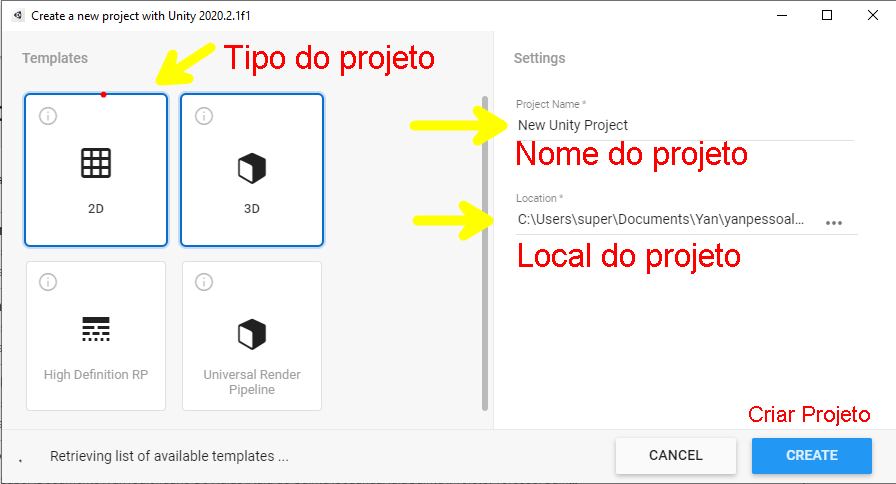 Create a new project with Unity 2020.2.1f1
Templates
Tipo do projeto
2D
3D
High Definition RP
Universal Render
Pipeline
Settings
Project Name *
New Unity Project
Nome do projeto
Location *
C:\Users\super\Documents\Yan\yanpessoal...
Local do projeto
Criar Projeto
Retrieving list of available templates ...
CANCEL
CREATE